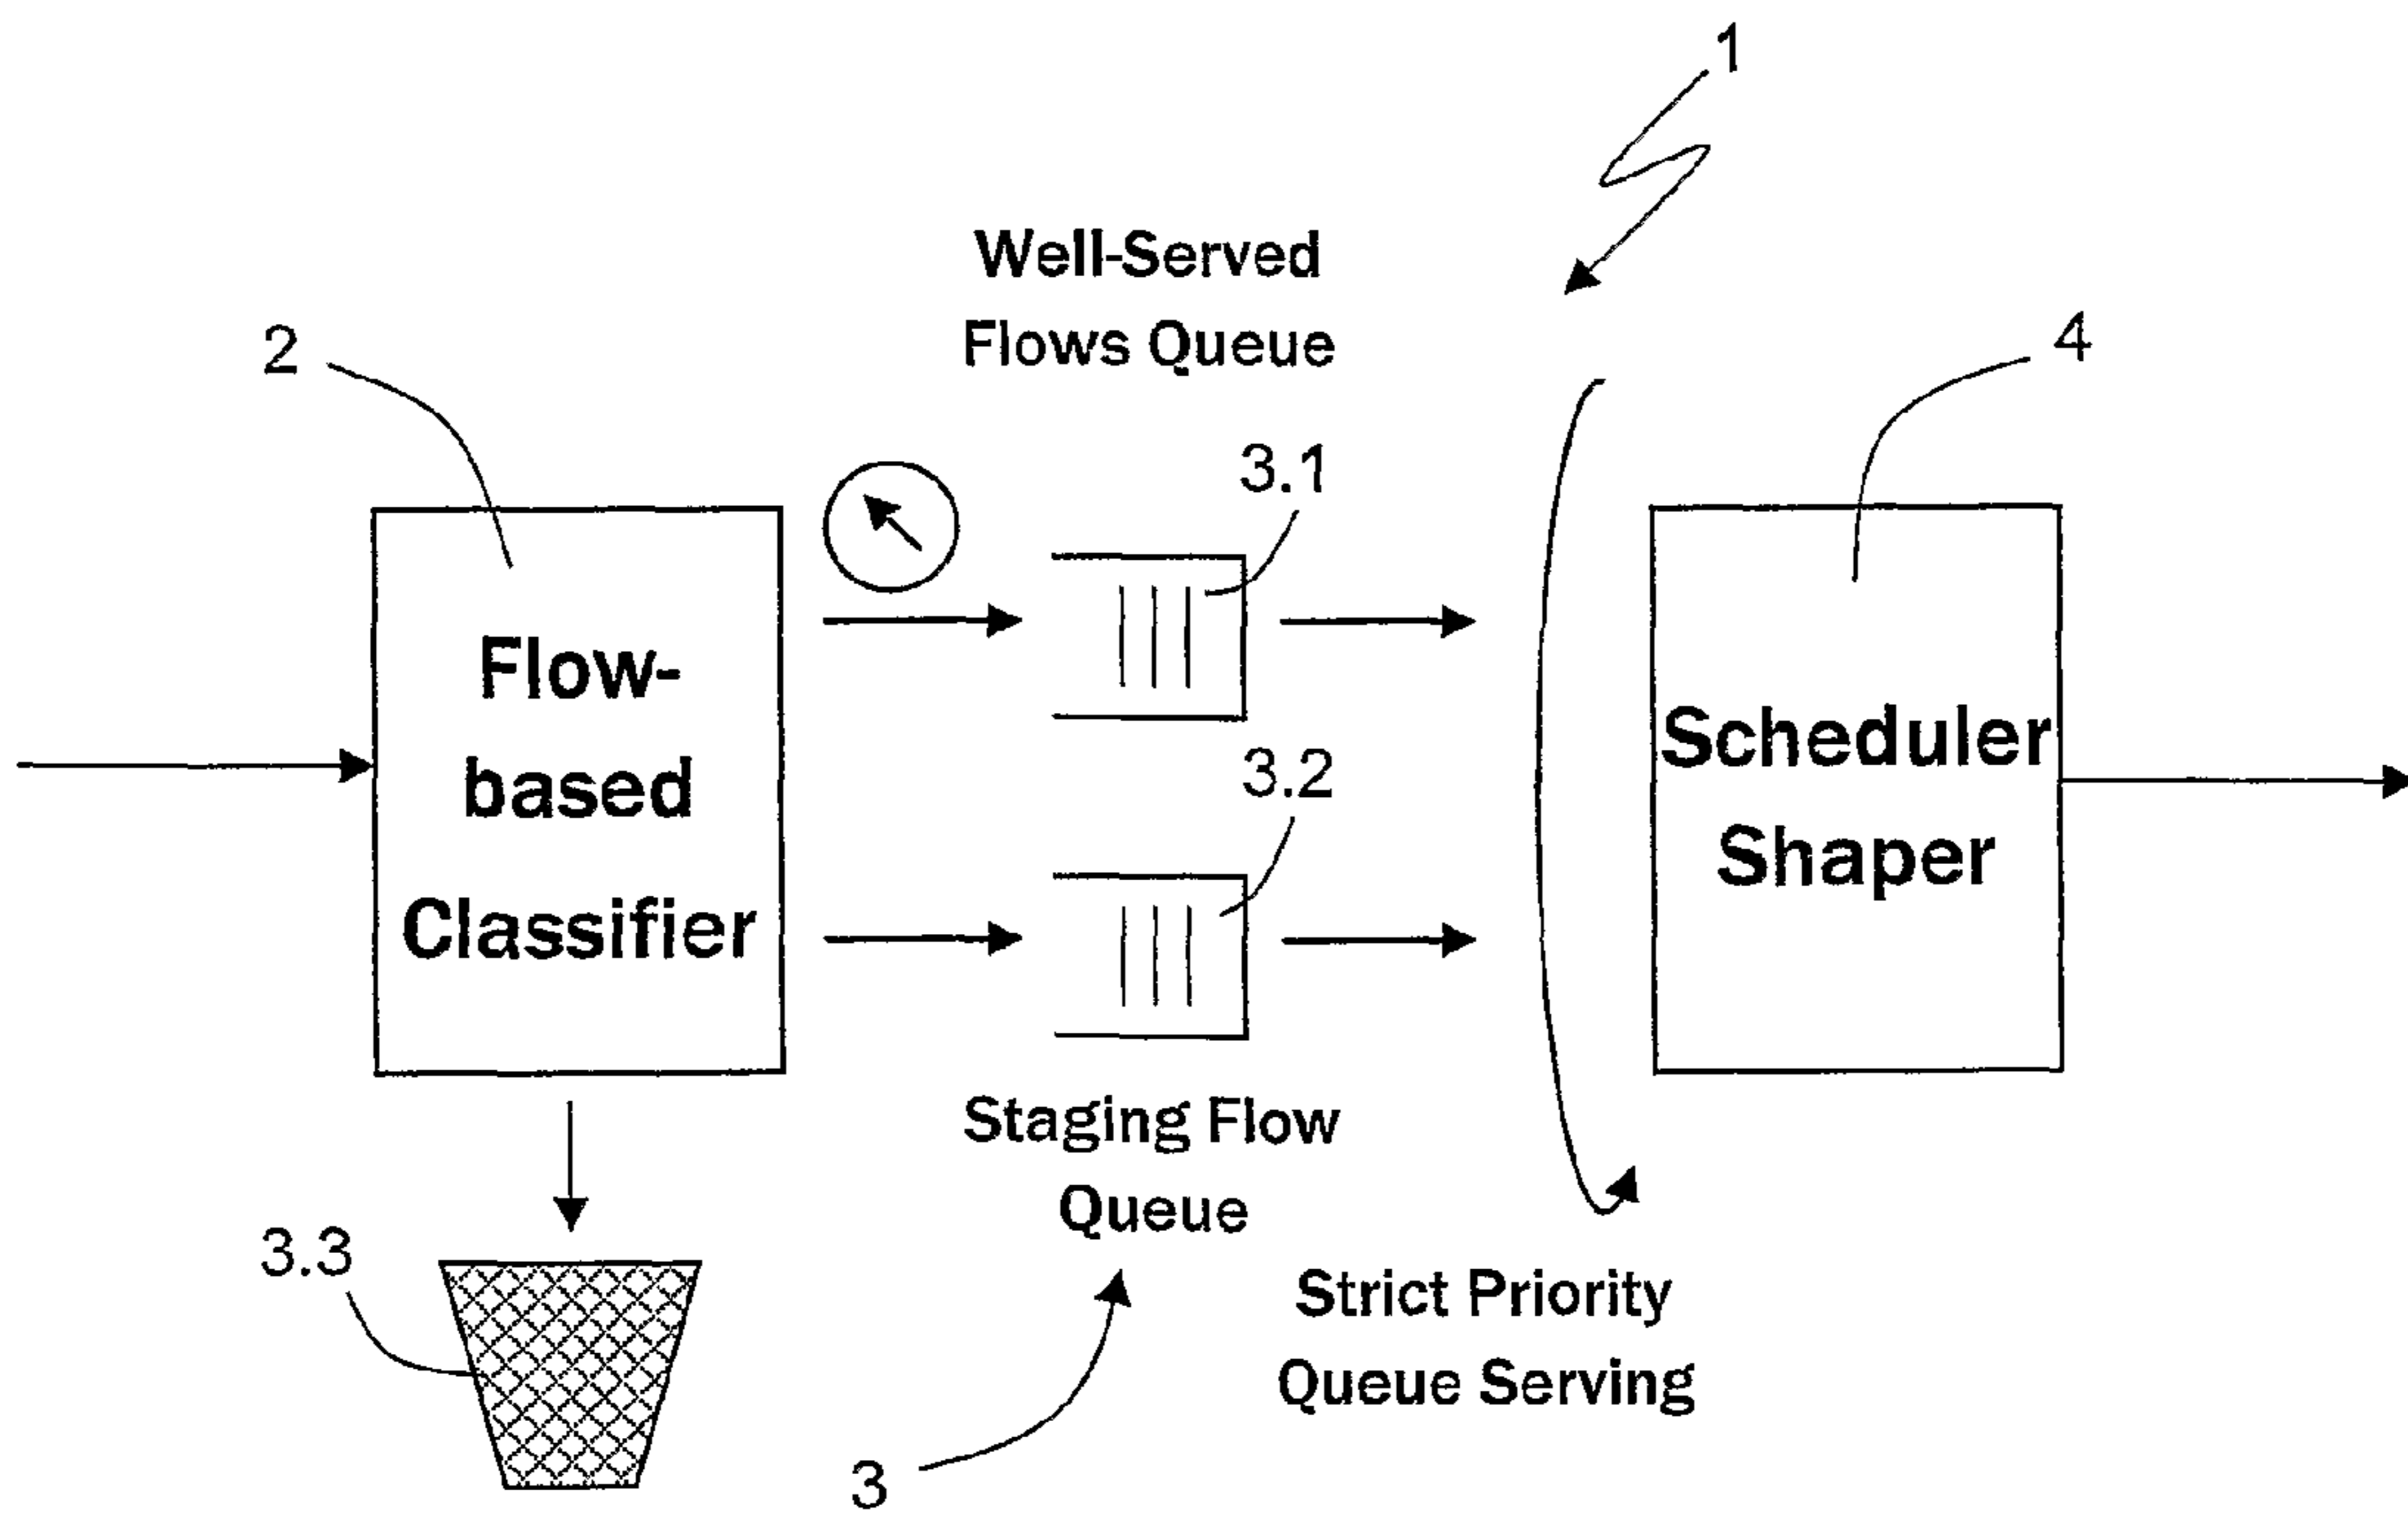 1
Well-Served
Flows Queue
2
4
3.1
Flow-
based
Classifier
3.2
Scheduler
Shaper
Staging Flow
Queue
3.3
Strict Priority
Queue Serving
3